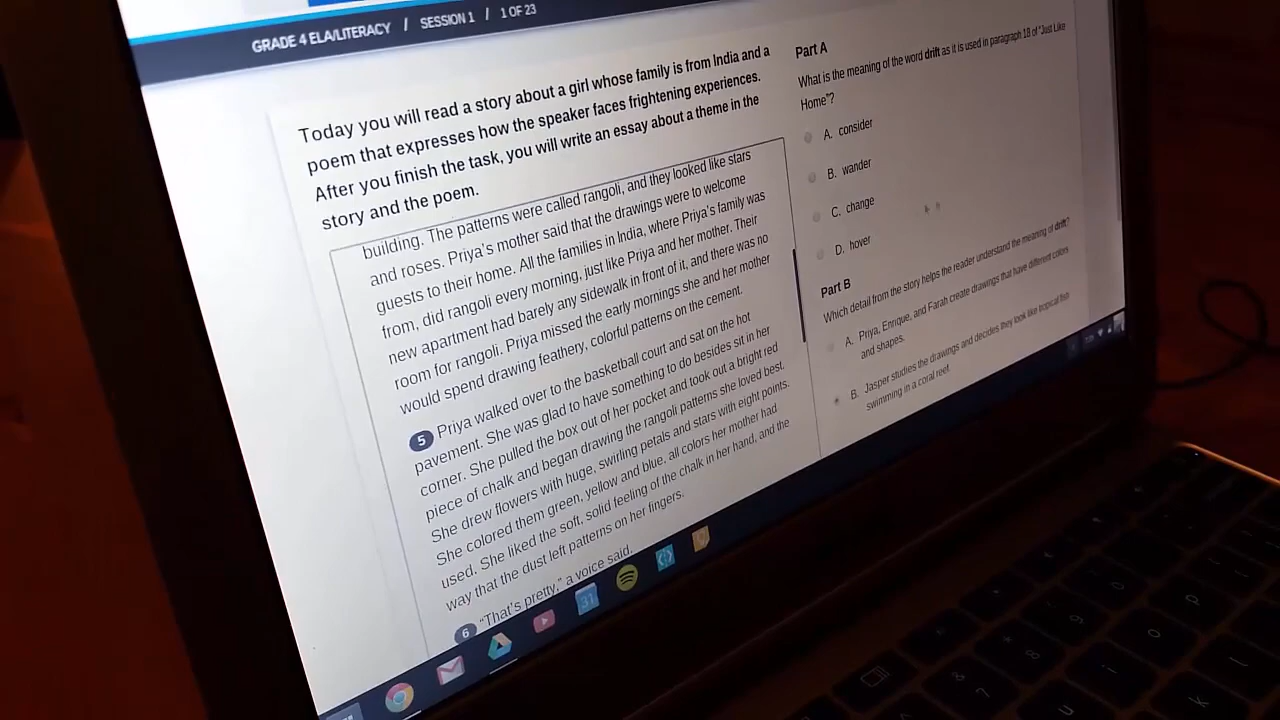 GRADE 4 ELA/LITERACY / SESSION 1 / 1 OF 23
Today you will read a story about a girl whose family is from India and a
poem that expresses how the speaker faces frightening experiences.
After you finish the task, you will write an essay about a theme in the
story and the poem.
building. The patterns were called rangoli, and they looked like stars
and roses. Priya's mother said that the drawings were to welcome
guests to their home. All the families in India, where Priya's family was
from, did rangoli every morning, just like Priya and her mother. Their
new apartment had barely any sidewalk in front of it, and there was no
room for rangoli. Priya missed the early mornings she and her mother
would spend drawing feathery, colorful patterns on the cement.
5 Priya walked over to the basketball court and sat on the hot
pavement. She was glad to have something to do besides sit in her
corner. She pulled the box out of her pocket and took out a bright red
piece of chalk and began drawing the rangoli patterns she loved best.
She drew flowers with huge, swirling petals and stars with eight points.
She colored them green, yellow and blue, all colors her mother had
used. She liked the soft, solid feeling of the chalk in her hand, and the
way that the dust left patterns on her fingers.
6 "That's pretty," a voice said.
Part A
What is the meaning of the word drift as it is used in paragraph 18 of "Just Like
Home"?
A. consider
B. wander
C. change
D. hover
Part B
Which detail from the story helps the reader understand the meaning of drift?
A. Priya, Enrique, and Farah create drawings that have different colors
and shapes.
B. Jasper studies the drawings and decides they look like tropical fish
swimming in a coral reef.
31